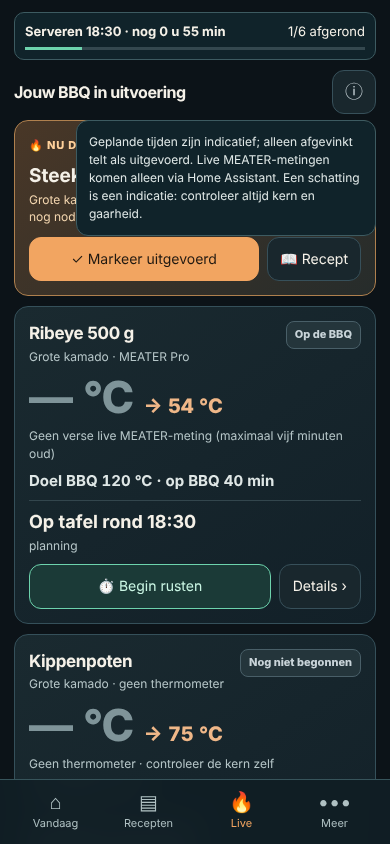 Serveren 18:30 · nog 0 u 55 min
1/6 afgerond
Jouw BBQ in uitvoering
ⓘ
🔥 NU D
Geplande tijden zijn indicatief; alleen afgevinkt
telt als uitgevoerd. Live MEATER-metingen
komen alleen via Home Assistant. Een schatting
is een indicatie: controleer altijd kern en
gaarheid.
Steek
Grote ka
nog nod
✓ Markeer uitgevoerd
📖 Recept
Ribeye 500 g
Op de BBQ
Grote kamado · MEATER Pro
— °C → 54 °C
Geen verse live MEATER-meting (maximaal vijf minuten
oud)
Doel BBQ 120 °C · op BBQ 40 min
Op tafel rond 18:30
planning
⏱️ Begin rusten
Details ›
Kippenpoten
Nog niet begonnen
Grote kamado · geen thermometer
— °C → 75 °C
Geen thermometer · controleer de kern zelf
Vandaag
Recepten
Live
Meer